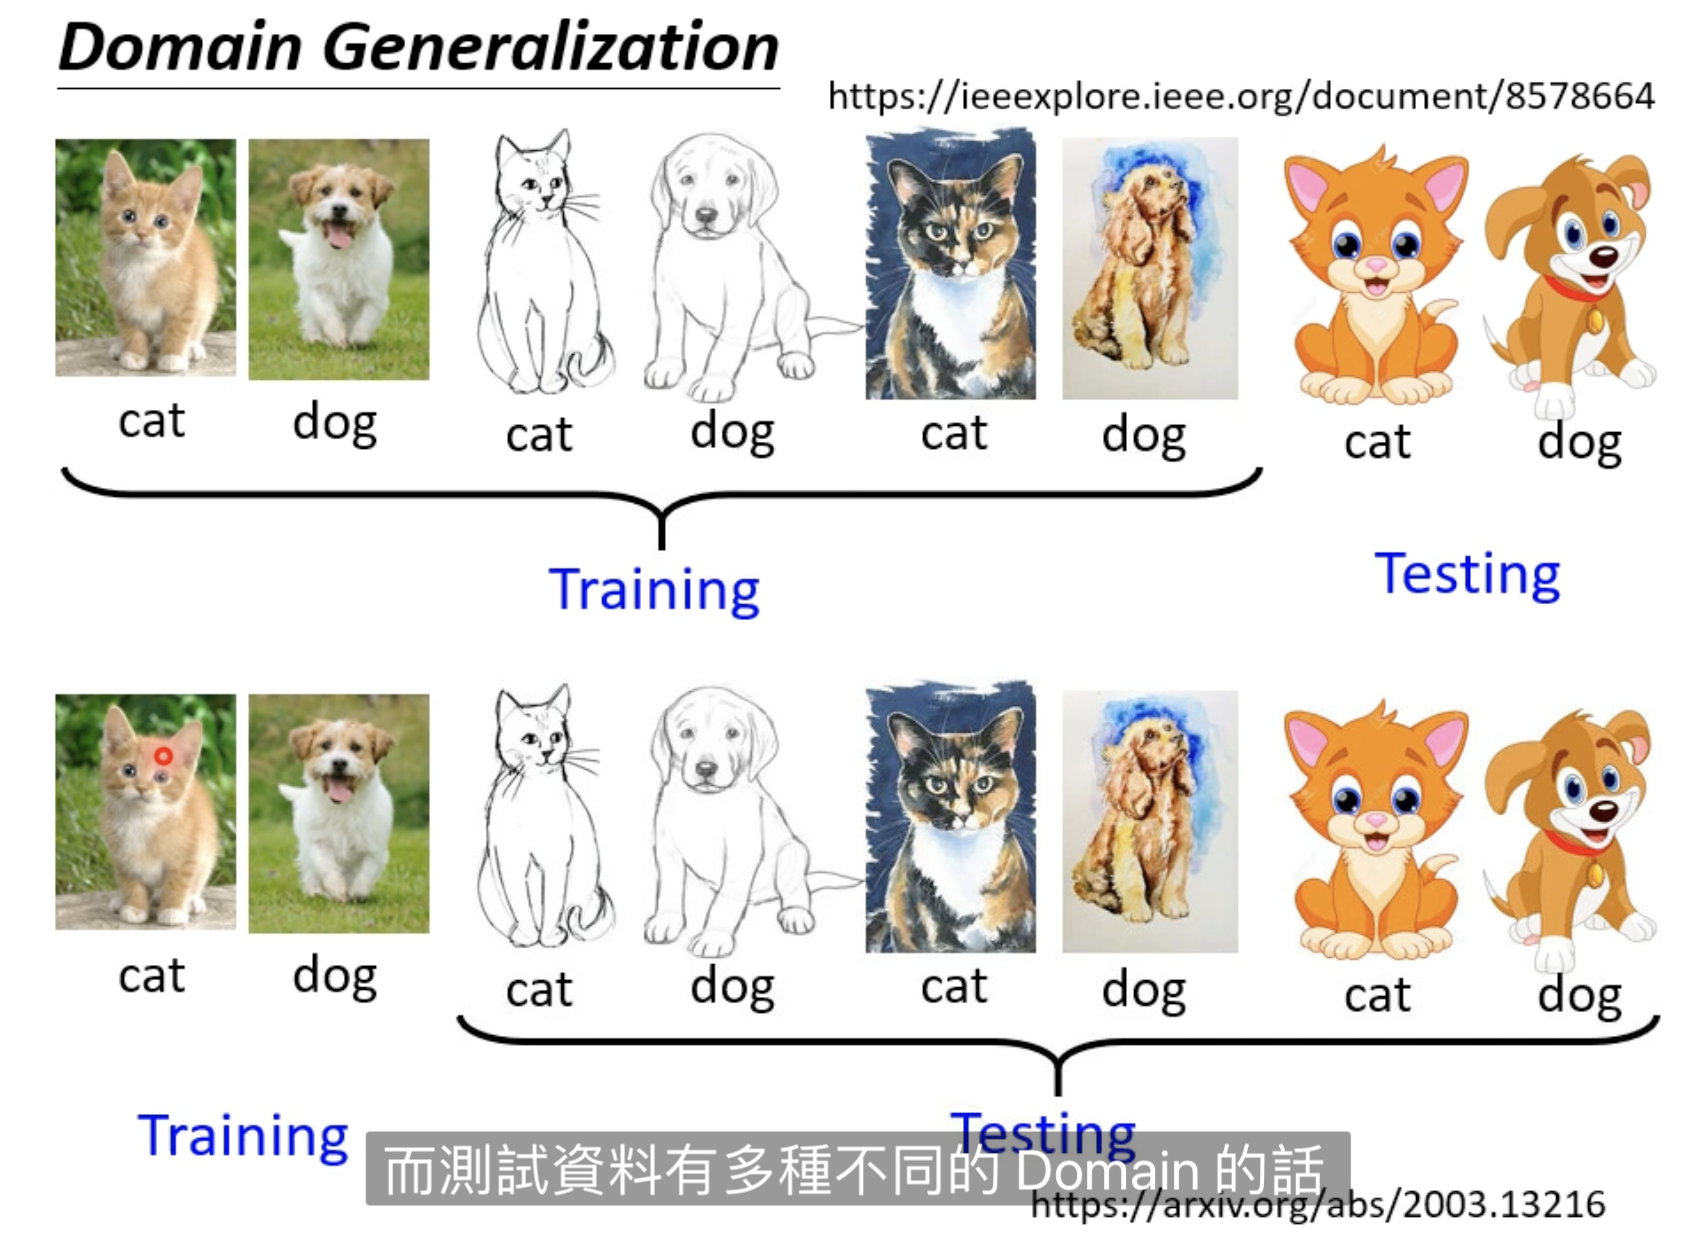 Domain Generalization
https://ieeexplore.ieee.org/document/8578664
cat dog cat dog cat dog cat dog
Training Testing
cat dog cat dog cat dog cat dog
Training Testing
而測試資料有多種不同的 Domain 的話
https://arxiv.org/abs/2003.13216